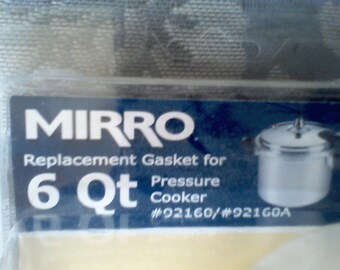 MIRRO
Replacement Gasket for
6 Qt Pressure
Cooker
#92160/#92160A